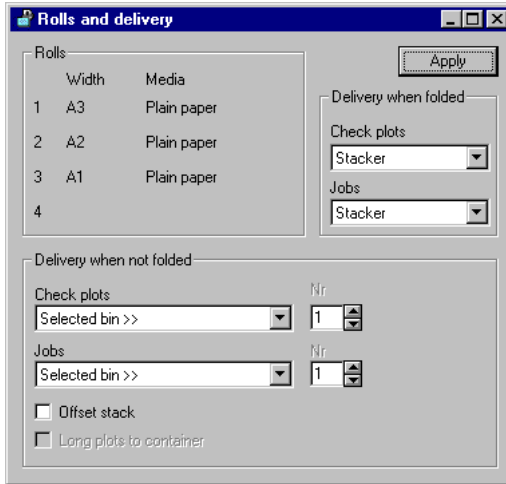 Rolls and delivery
Rolls
Width Media
1 A3 Plain paper
2 A2 Plain paper
3 A1 Plain paper
4
Apply
Delivery when folded
Check plots
Stacker
Jobs
Stacker
Delivery when not folded
Check plots Nr
Selected bin >> 1
Jobs Nr
Selected bin >> 1
Offset stack
Long plots to container